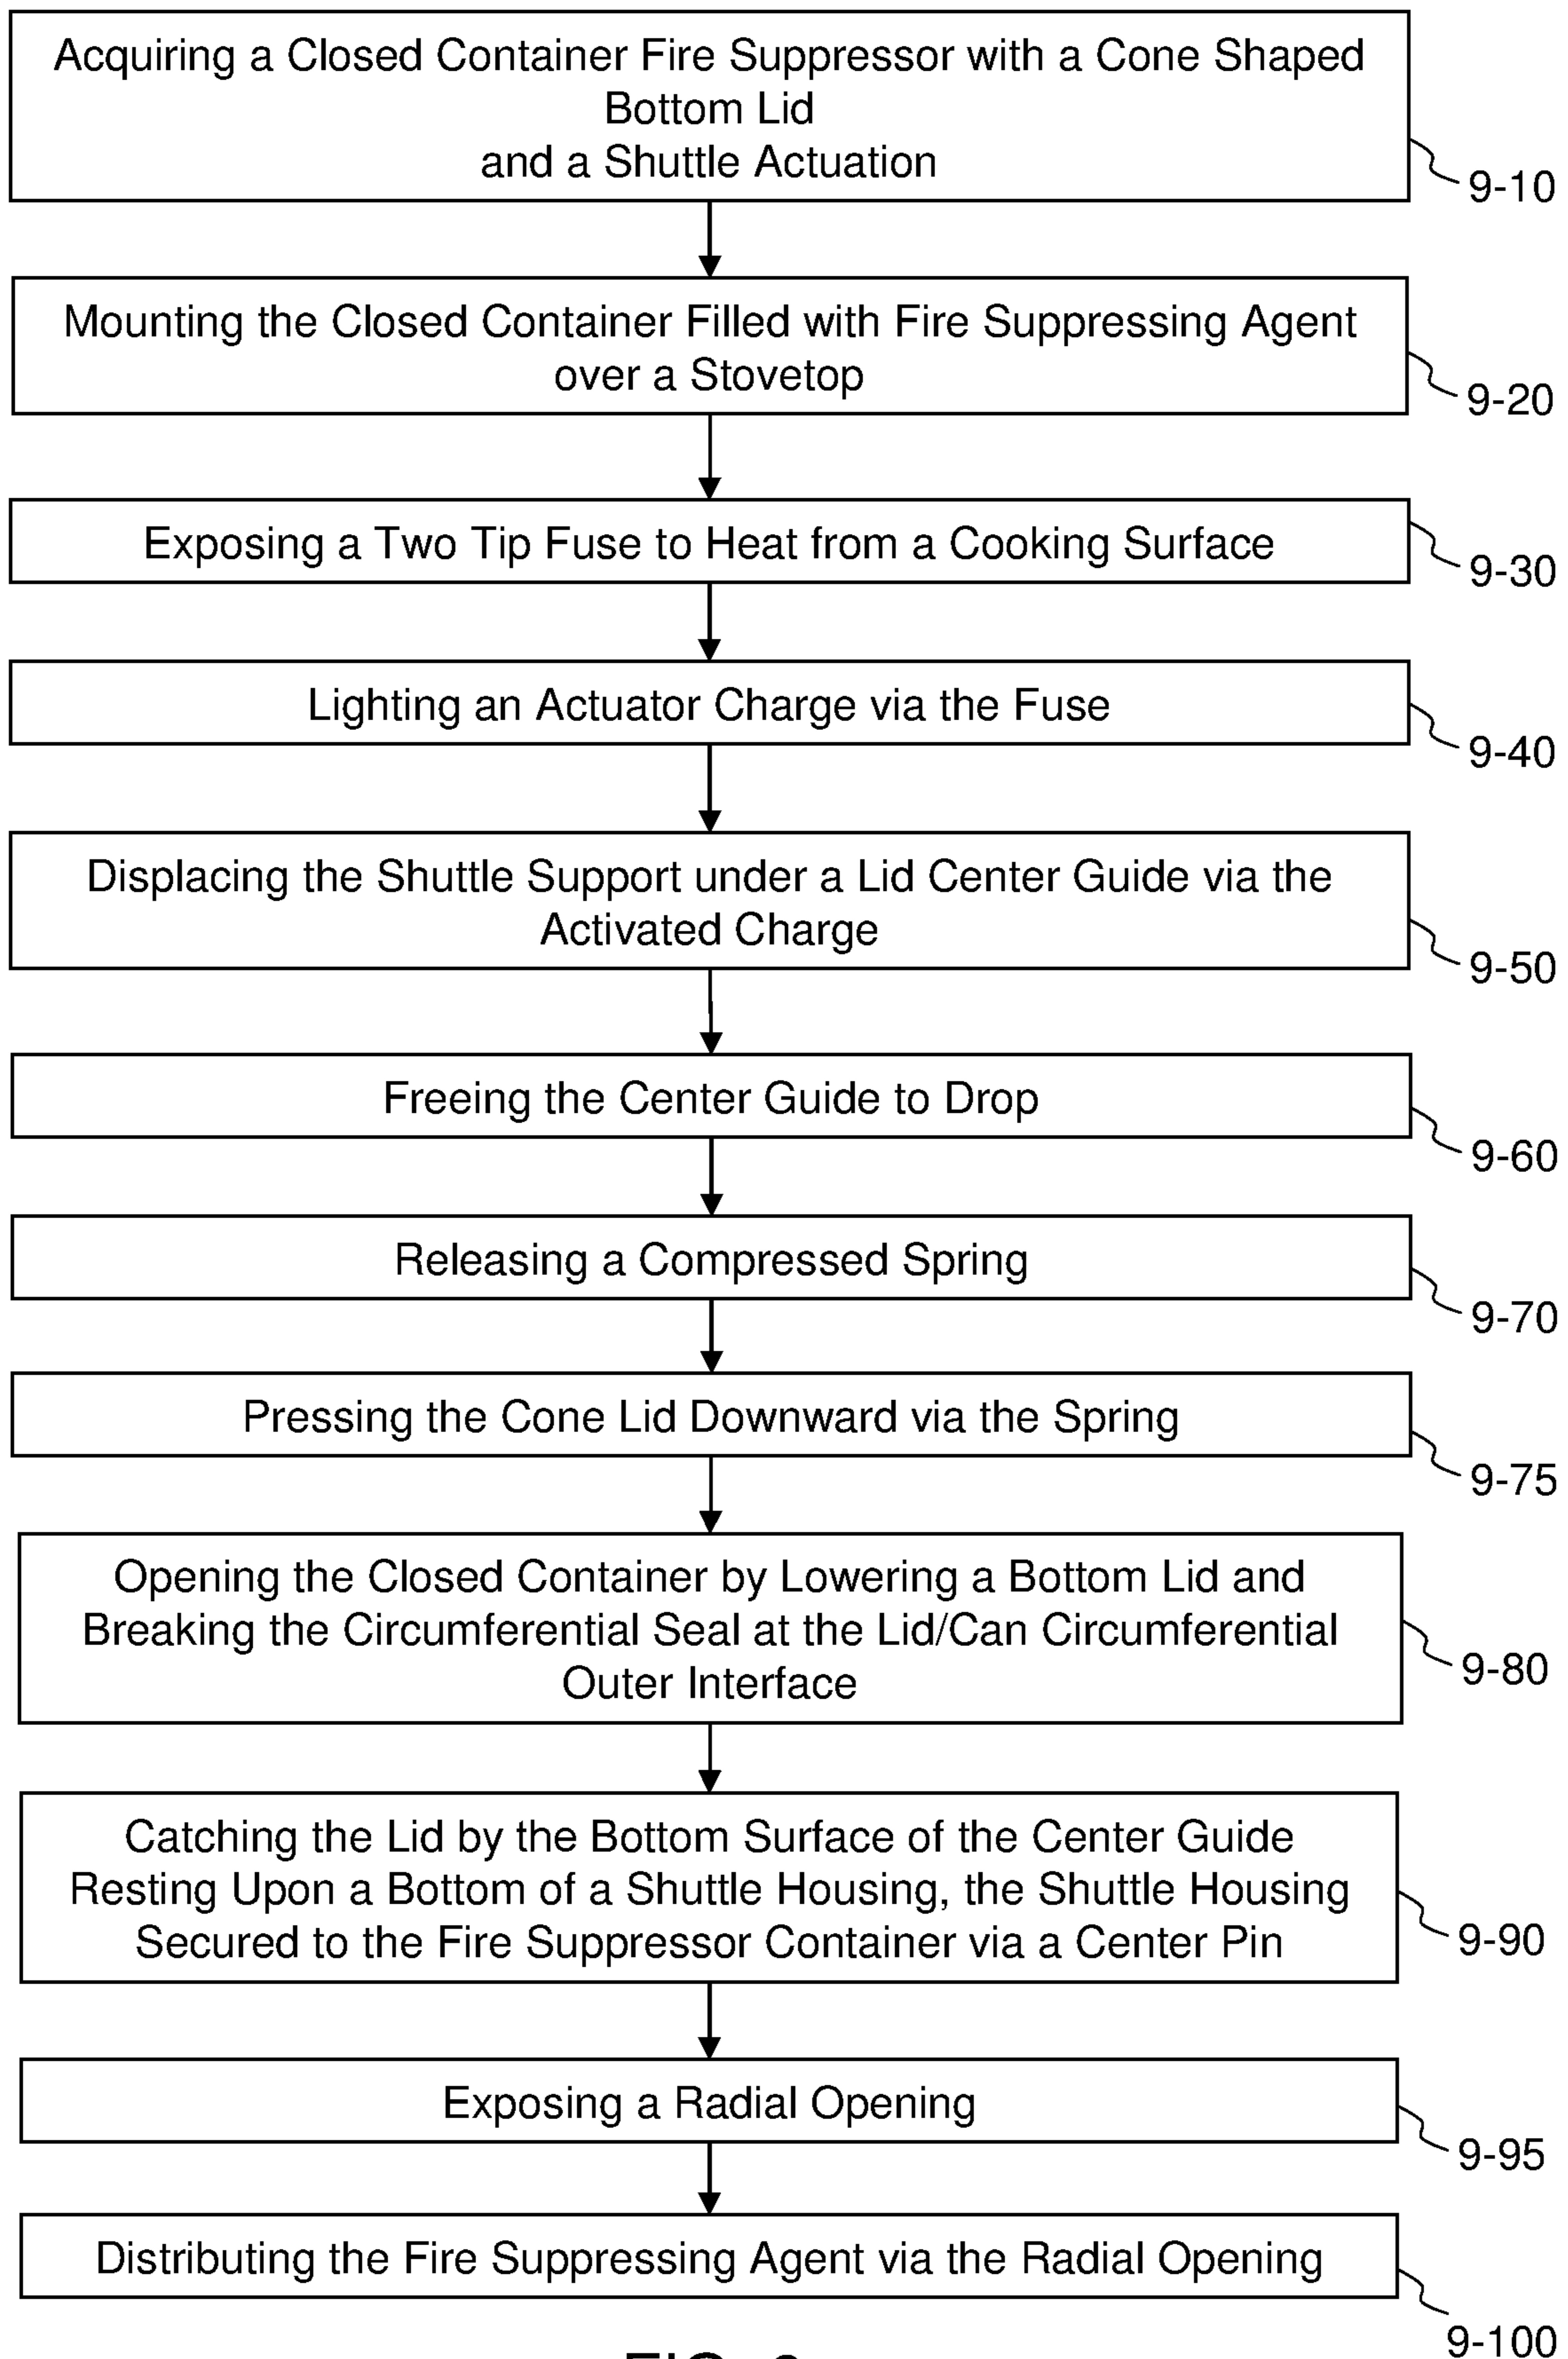 Acquiring a Closed Container Fire Suppressor with a Cone Shaped
Bottom Lid
and a Shuttle Actuation
9-10
Mounting the Closed Container Filled with Fire Suppressing Agent
over a Stovetop
9-20
Exposing a Two Tip Fuse to Heat from a Cooking Surface
9-30
Lighting an Actuator Charge via the Fuse
9-40
Displacing the Shuttle Support under a Lid Center Guide via the
Activated Charge
9-50
Freeing the Center Guide to Drop
9-60
Releasing a Compressed Spring
9-70
Pressing the Cone Lid Downward via the Spring
9-75
Opening the Closed Container by Lowering a Bottom Lid and
Breaking the Circumferential Seal at the Lid/Can Circumferential
Outer Interface
9-80
Catching the Lid by the Bottom Surface of the Center Guide
Resting Upon a Bottom of a Shuttle Housing, the Shuttle Housing
Secured to the Fire Suppressor Container via a Center Pin
9-90
Exposing a Radial Opening
9-95
Distributing the Fire Suppressing Agent via the Radial Opening
9-100